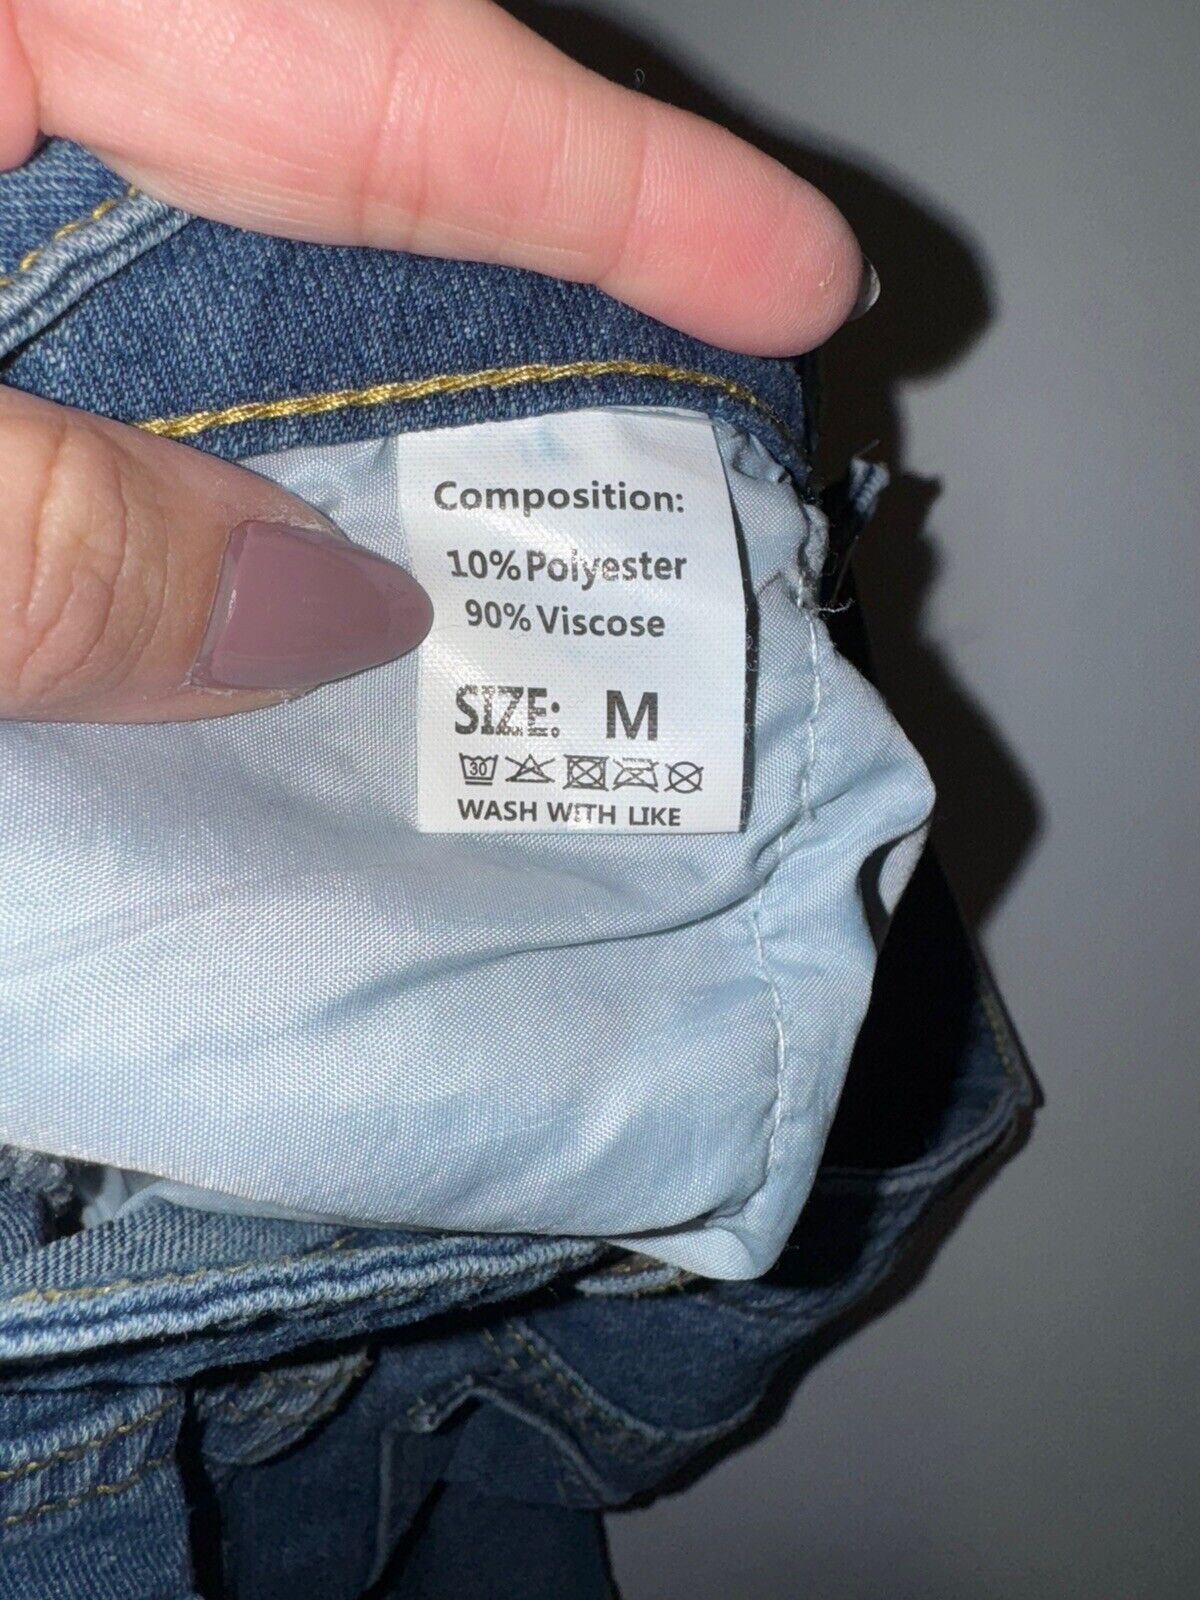 Composition:
10% Polyester
90% Viscose
SIZE: M
30
WASH WITH LIKE